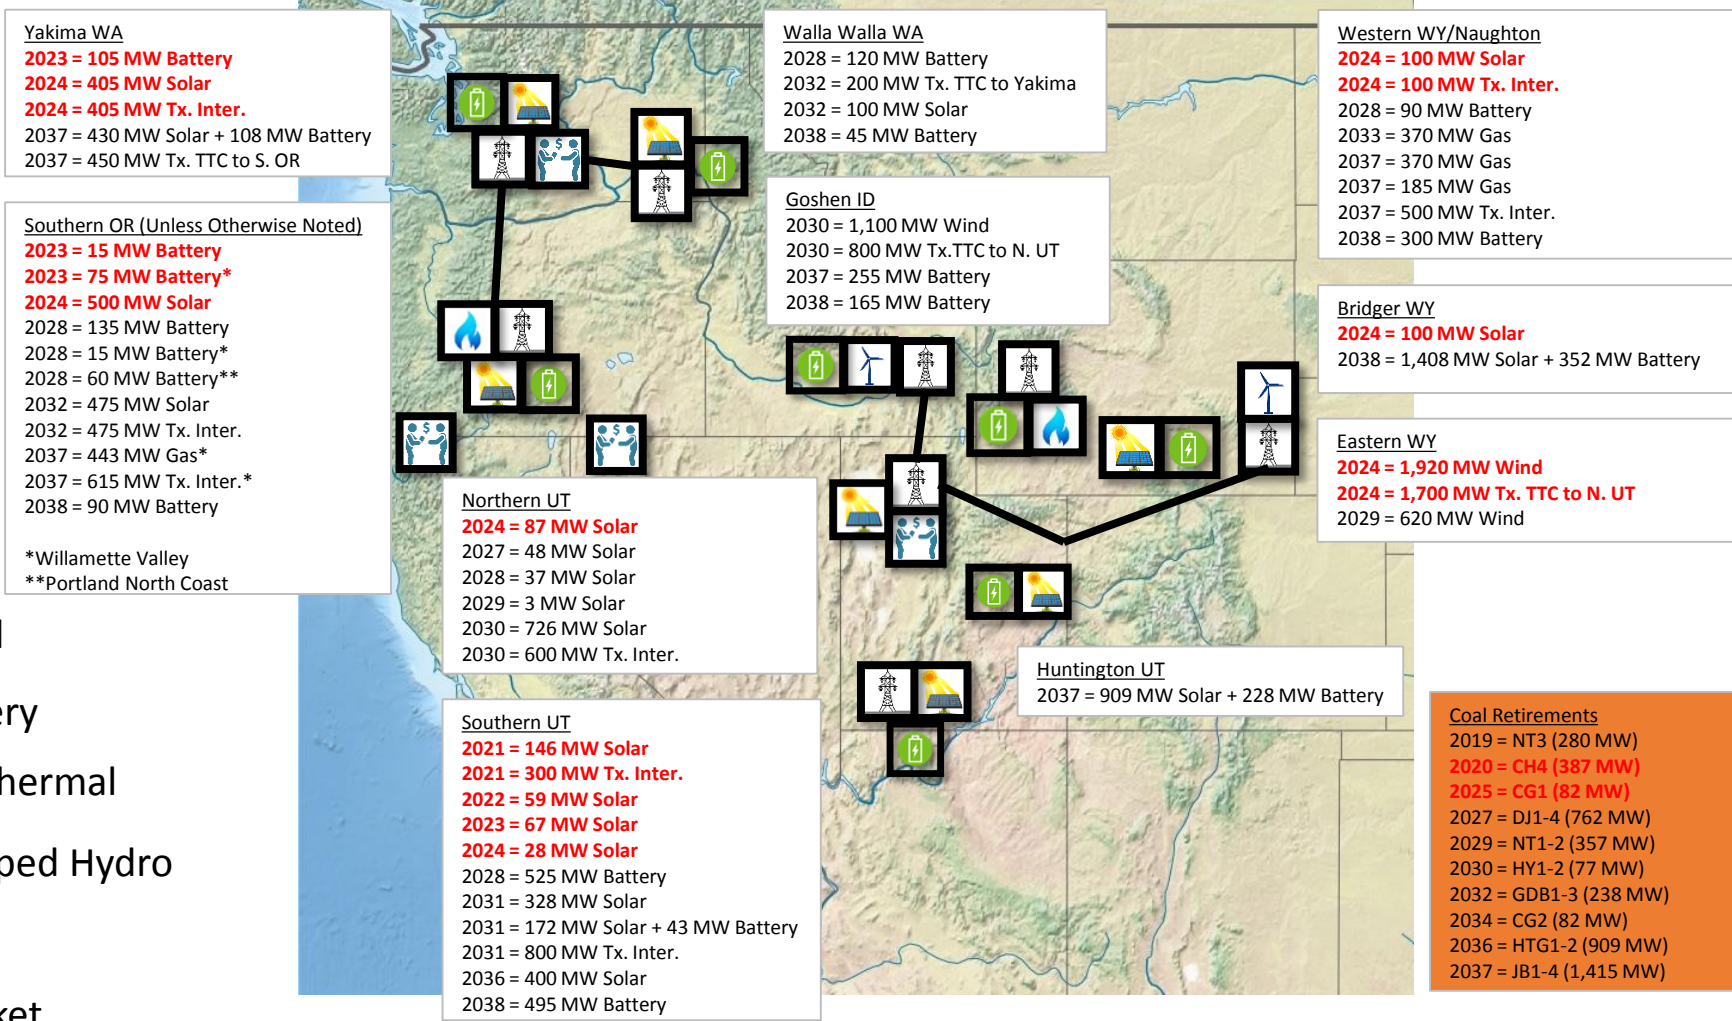 Yakima WA
2023 = 105 MW Battery
2024 = 405 MW Solar
2024 = 405 MW Tx. Inter.
2037 = 430 MW Solar + 108 MW Battery
2037 = 450 MW Tx. TTC to S. OR
Southern OR (Unless Otherwise Noted)
2023 = 15 MW Battery
2023 = 75 MW Battery*
2024 = 500 MW Solar
2028 = 135 MW Battery
2028 = 15 MW Battery*
2028 = 60 MW Battery**
2032 = 475 MW Solar
2032 = 475 MW Tx. Inter.
2037 = 443 MW Gas*
2037 = 615 MW Tx. Inter.*
2038 = 90 MW Battery
*Willamette Valley
**Portland North Coast
Walla Walla WA
2028 = 120 MW Battery
2032 = 200 MW Tx. TTC to Yakima
2032 = 100 MW Solar
2038 = 45 MW Battery
Goshen ID
2030 = 1,100 MW Wind
2030 = 800 MW Tx.TTC to N. UT
2037 = 255 MW Battery
2038 = 165 MW Battery
Western WY/Naughton
2024 = 100 MW Solar
2024 = 100 MW Tx. Inter.
2028 = 90 MW Battery
2033 = 370 MW Gas
2037 = 370 MW Gas
2037 = 185 MW Gas
2037 = 500 MW Tx. Inter.
2038 = 300 MW Battery
Bridger WY
2024 = 100 MW Solar
2038 = 1,408 MW Solar + 352 MW Battery
Eastern WY
2024 = 1,920 MW Wind
2024 = 1,700 MW Tx. TTC to N. UT
2029 = 620 MW Wind
Northern UT
2024 = 87 MW Solar
2027 = 48 MW Solar
2028 = 37 MW Solar
2029 = 3 MW Solar
2030 = 726 MW Solar
2030 = 600 MW Tx. Inter.
Huntington UT
2037 = 909 MW Solar + 228 MW Battery
Southern UT
2021 = 146 MW Solar
2021 = 300 MW Tx. Inter.
2022 = 59 MW Solar
2023 = 67 MW Solar
2024 = 28 MW Solar
2028 = 525 MW Battery
2031 = 328 MW Solar
2031 = 172 MW Solar + 43 MW Battery
2031 = 800 MW Tx. Inter.
2036 = 400 MW Solar
2038 = 495 MW Battery
Coal Retirements
2019 = NT3 (280 MW)
2020 = CH4 (387 MW)
2025 = CG1 (82 MW)
2027 = DJ1-4 (762 MW)
2029 = NT1-2 (357 MW)
2030 = HY1-2 (77 MW)
2032 = GDB1-3 (238 MW)
2034 = CG2 (82 MW)
2036 = HTG1-2 (909 MW)
2037 = JB1-4 (1,415 MW)
ery
hermal
ped Hydro
ket